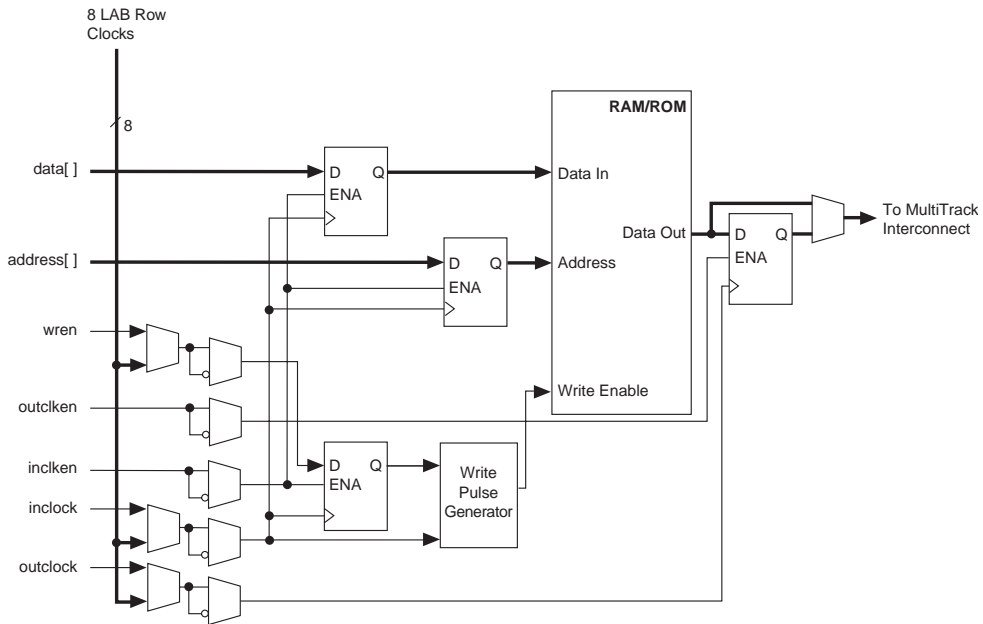 8 LAB Row
Clocks
8
RAM/ROM
data[ ]
D Q
ENA
Data In
Data Out
D Q
ENA
To MultiTrack
Interconnect
address[ ]
D Q
ENA
Address
wren
Write Enable
outclken
inclken
D Q
ENA
Write
Pulse
Generator
inclock
outclock